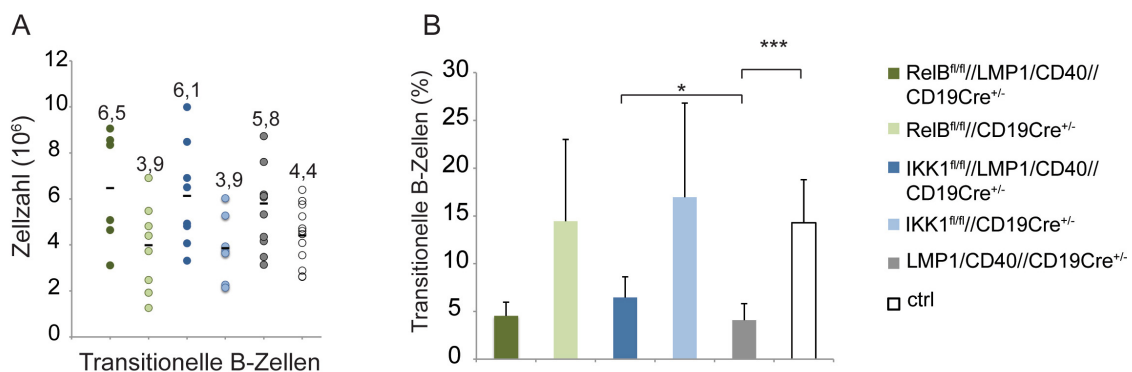 A
Zellzahl (10⁶)
12
10
8
6
4
2
0
6,5
3,9
6,1
3,9
5,8
4,4
Transitionelle B-Zellen
B
Transitionelle B-Zellen (%)
30
25
20
15
10
5
0
*
***
RelBfl/fl//LMP1/CD40//
CD19Cre+/-
RelBfl/fl//CD19Cre+/-
IKK1fl/fl//LMP1/CD40//
CD19Cre+/-
IKK1fl/fl//CD19Cre+/-
LMP1/CD40//CD19Cre+/-
ctrl